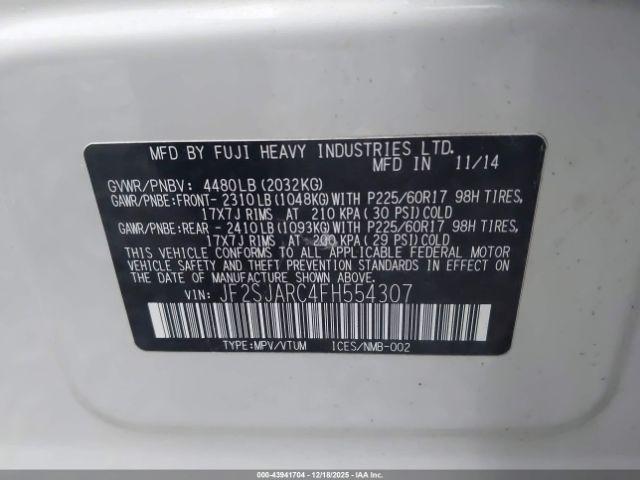 MFD BY FUJI HEAVY INDUSTRIES LTD.
MFD IN 11/14
GVWR/PNBV: 4480LB (2032KG)
GAWR/PNBE:FRONT- 2310LB (1048KG) WITH P225/60R17 98H TIRES,
17X7J RIMS AT 210 KPA (30 PSI) COLD
GAWR/PNBE:REAR - 2410LB (1093KG) WITH P225/60R17 98H TIRES,
17X7J RIMS AT 200 KPA (29 PSI) COLD
THIS VEHICLE CONFORMS TO ALL APPLICABLE FEDERAL MOTOR
VEHICLE SAFETY AND THEFT PREVENTION STANDARDS IN EFFECT
ON THE DATE OF MANUFACTURE SHOWN ABOVE.
VIN: JF2SJARC4FH554307
TYPE:MPV/VTUM ICES/NMB-002
000-43941704 - 12/18/2025 - Copyright © IAA, LLC